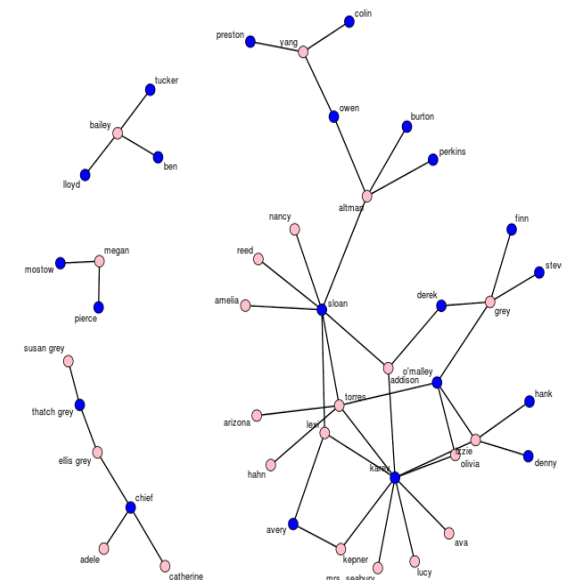 colin
preston
yang
tucker
owen
burton
bailey
perkins
ben
lloyd
altman
nancy
finn
reed
megan
steve
mostow
amelia
sloan
derek
grey
pierce
susan grey
o'malley
addison
hank
torres
thatch grey
arizona
lexi
izzie
ellis grey
karev
olivia
denny
hahn
chief
avery
ava
adele
kepner
lucy
catherine
mrs. seabury